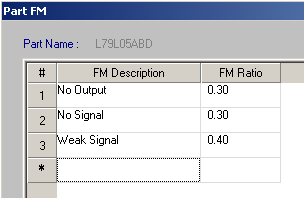 Part FM
Part Name : L79L05ABD
# FM Description FM Ratio
1 No Output 0.30
2 No Signal 0.30
3 Weak Signal 0.40
*